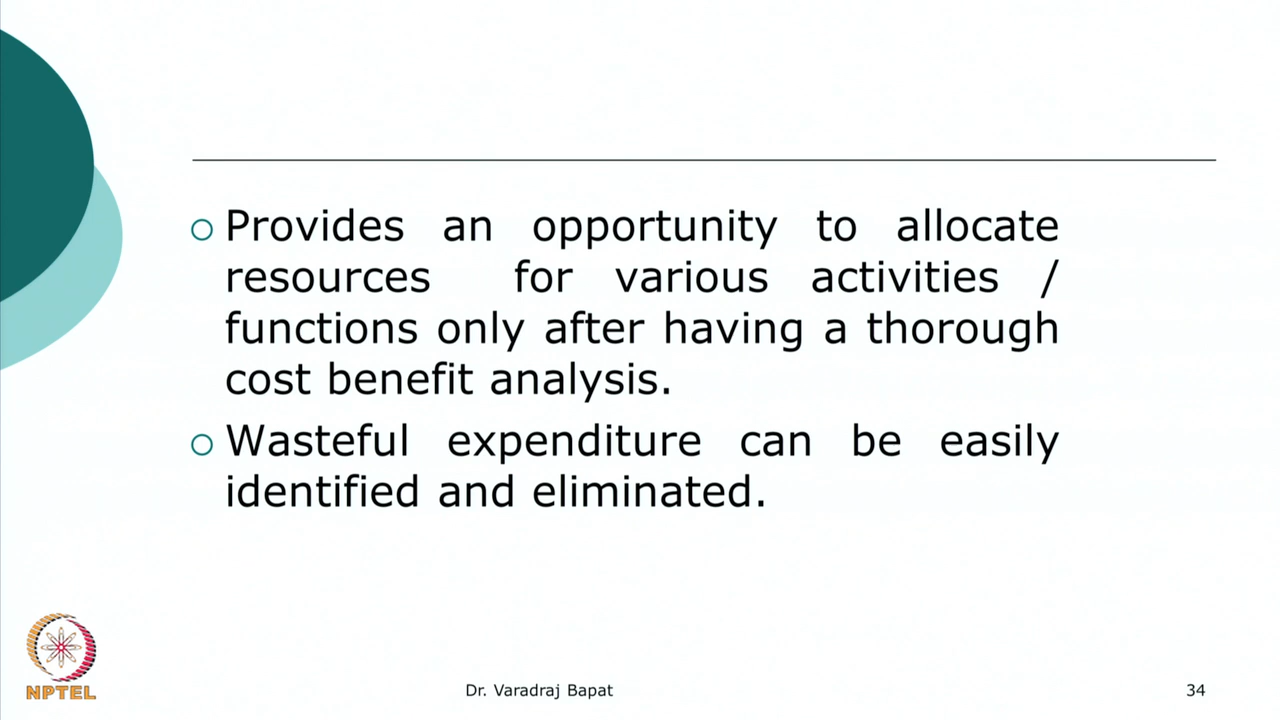 Provides an opportunity to allocate
resources for various activities /
functions only after having a thorough
cost benefit analysis.
Wasteful expenditure can be easily
identified and eliminated.
NPTEL
Dr. Varadraj Bapat
34